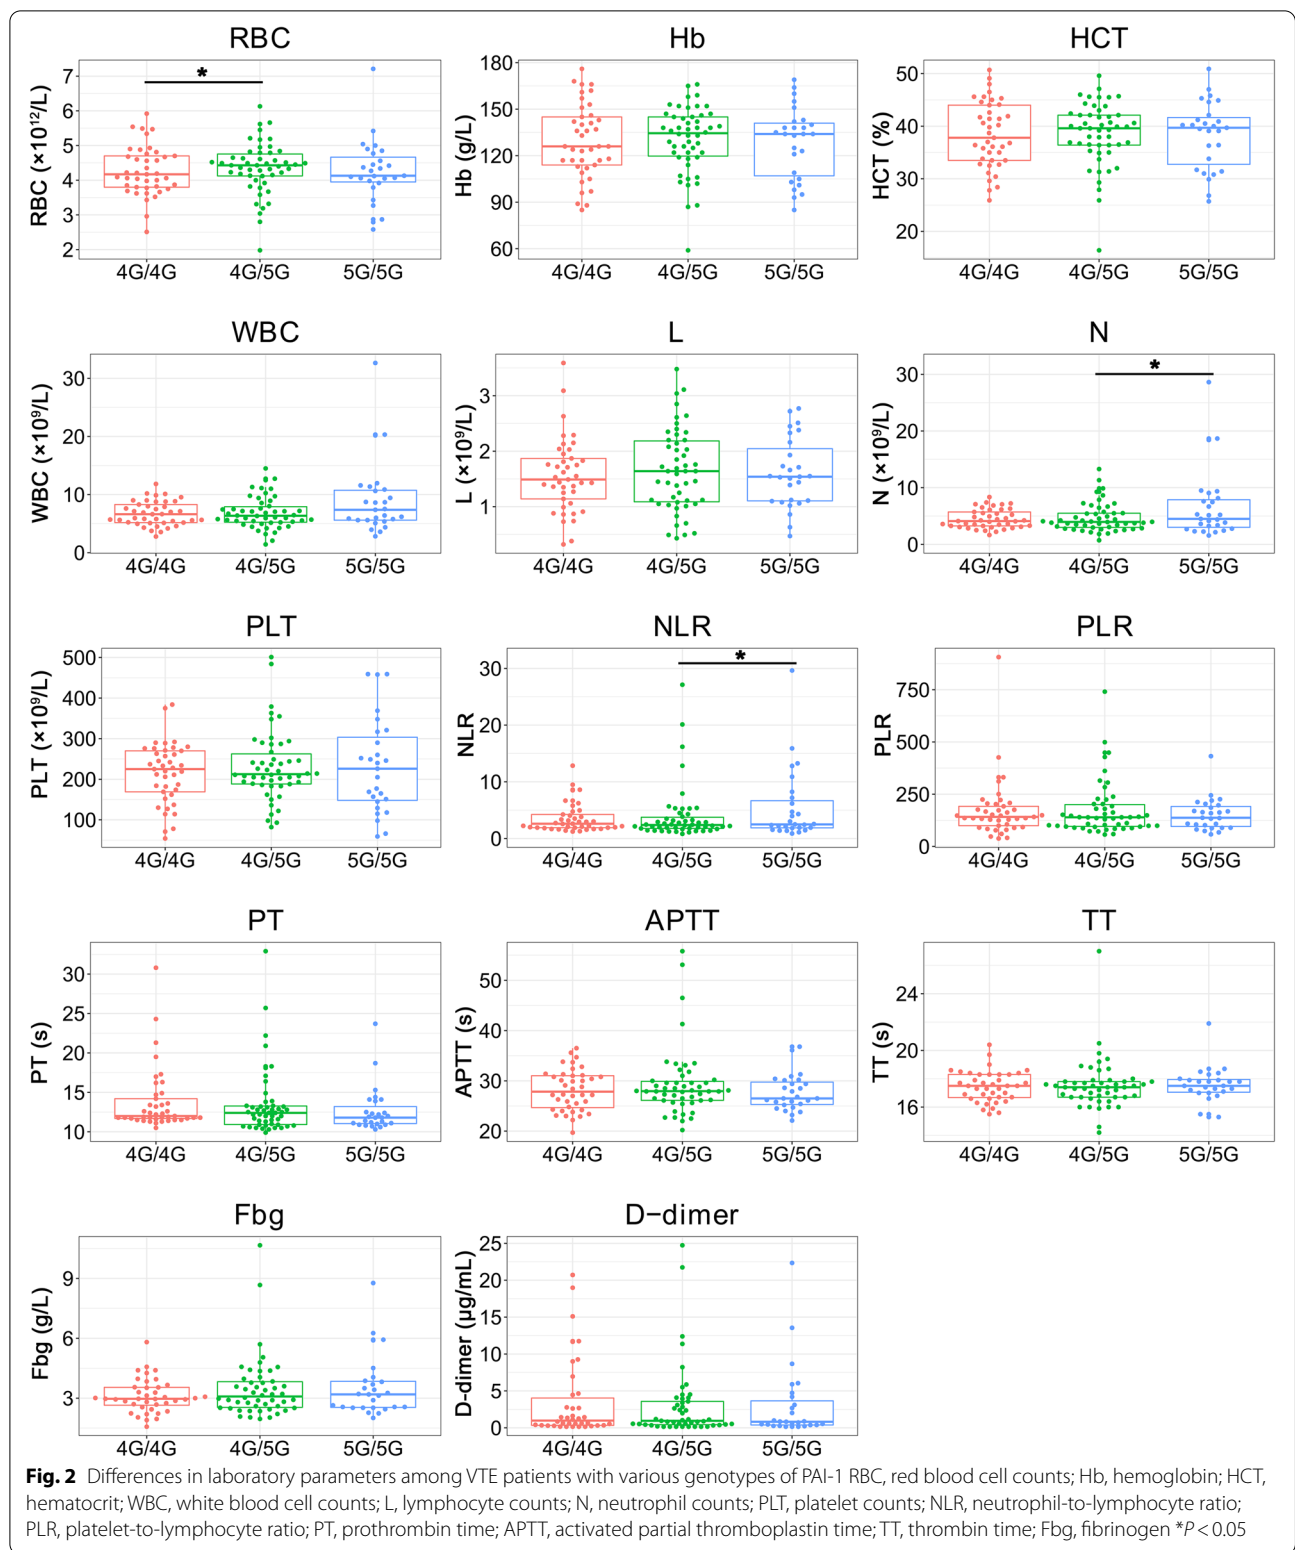 RBC
RBC (×10¹²/L)
7
6
5
4
3
2
*
4G/4G 4G/5G 5G/5G
Hb
Hb (g/L)
180
150
120
90
60
4G/4G 4G/5G 5G/5G
HCT
HCT (%)
50
40
30
20
4G/4G 4G/5G 5G/5G
WBC
WBC (×10⁹/L)
30
20
10
0
4G/4G 4G/5G 5G/5G
L
L (×10⁹/L)
3
2
1
4G/4G 4G/5G 5G/5G
N
N (×10⁹/L)
30
20
10
0
*
4G/4G 4G/5G 5G/5G
PLT
PLT (×10⁹/L)
500
400
300
200
100
4G/4G 4G/5G 5G/5G
NLR
NLR
30
20
10
0
*
4G/4G 4G/5G 5G/5G
PLR
PLR
750
500
250
0
4G/4G 4G/5G 5G/5G
PT
PT (s)
30
25
20
15
10
4G/4G 4G/5G 5G/5G
APTT
APTT (s)
50
40
30
20
4G/4G 4G/5G 5G/5G
TT
TT (s)
24
20
16
4G/4G 4G/5G 5G/5G
Fbg
Fbg (g/L)
9
6
3
4G/4G 4G/5G 5G/5G
D−dimer
D-dimer (µg/mL)
25
20
15
10
5
0
4G/4G 4G/5G 5G/5G
Fig. 2 Differences in laboratory parameters among VTE patients with various genotypes of PAI-1 RBC, red blood cell counts; Hb, hemoglobin; HCT,
hematocrit; WBC, white blood cell counts; L, lymphocyte counts; N, neutrophil counts; PLT, platelet counts; NLR, neutrophil-to-lymphocyte ratio;
PLR, platelet-to-lymphocyte ratio; PT, prothrombin time; APTT, activated partial thromboplastin time; TT, thrombin time; Fbg, fibrinogen *P < 0.05